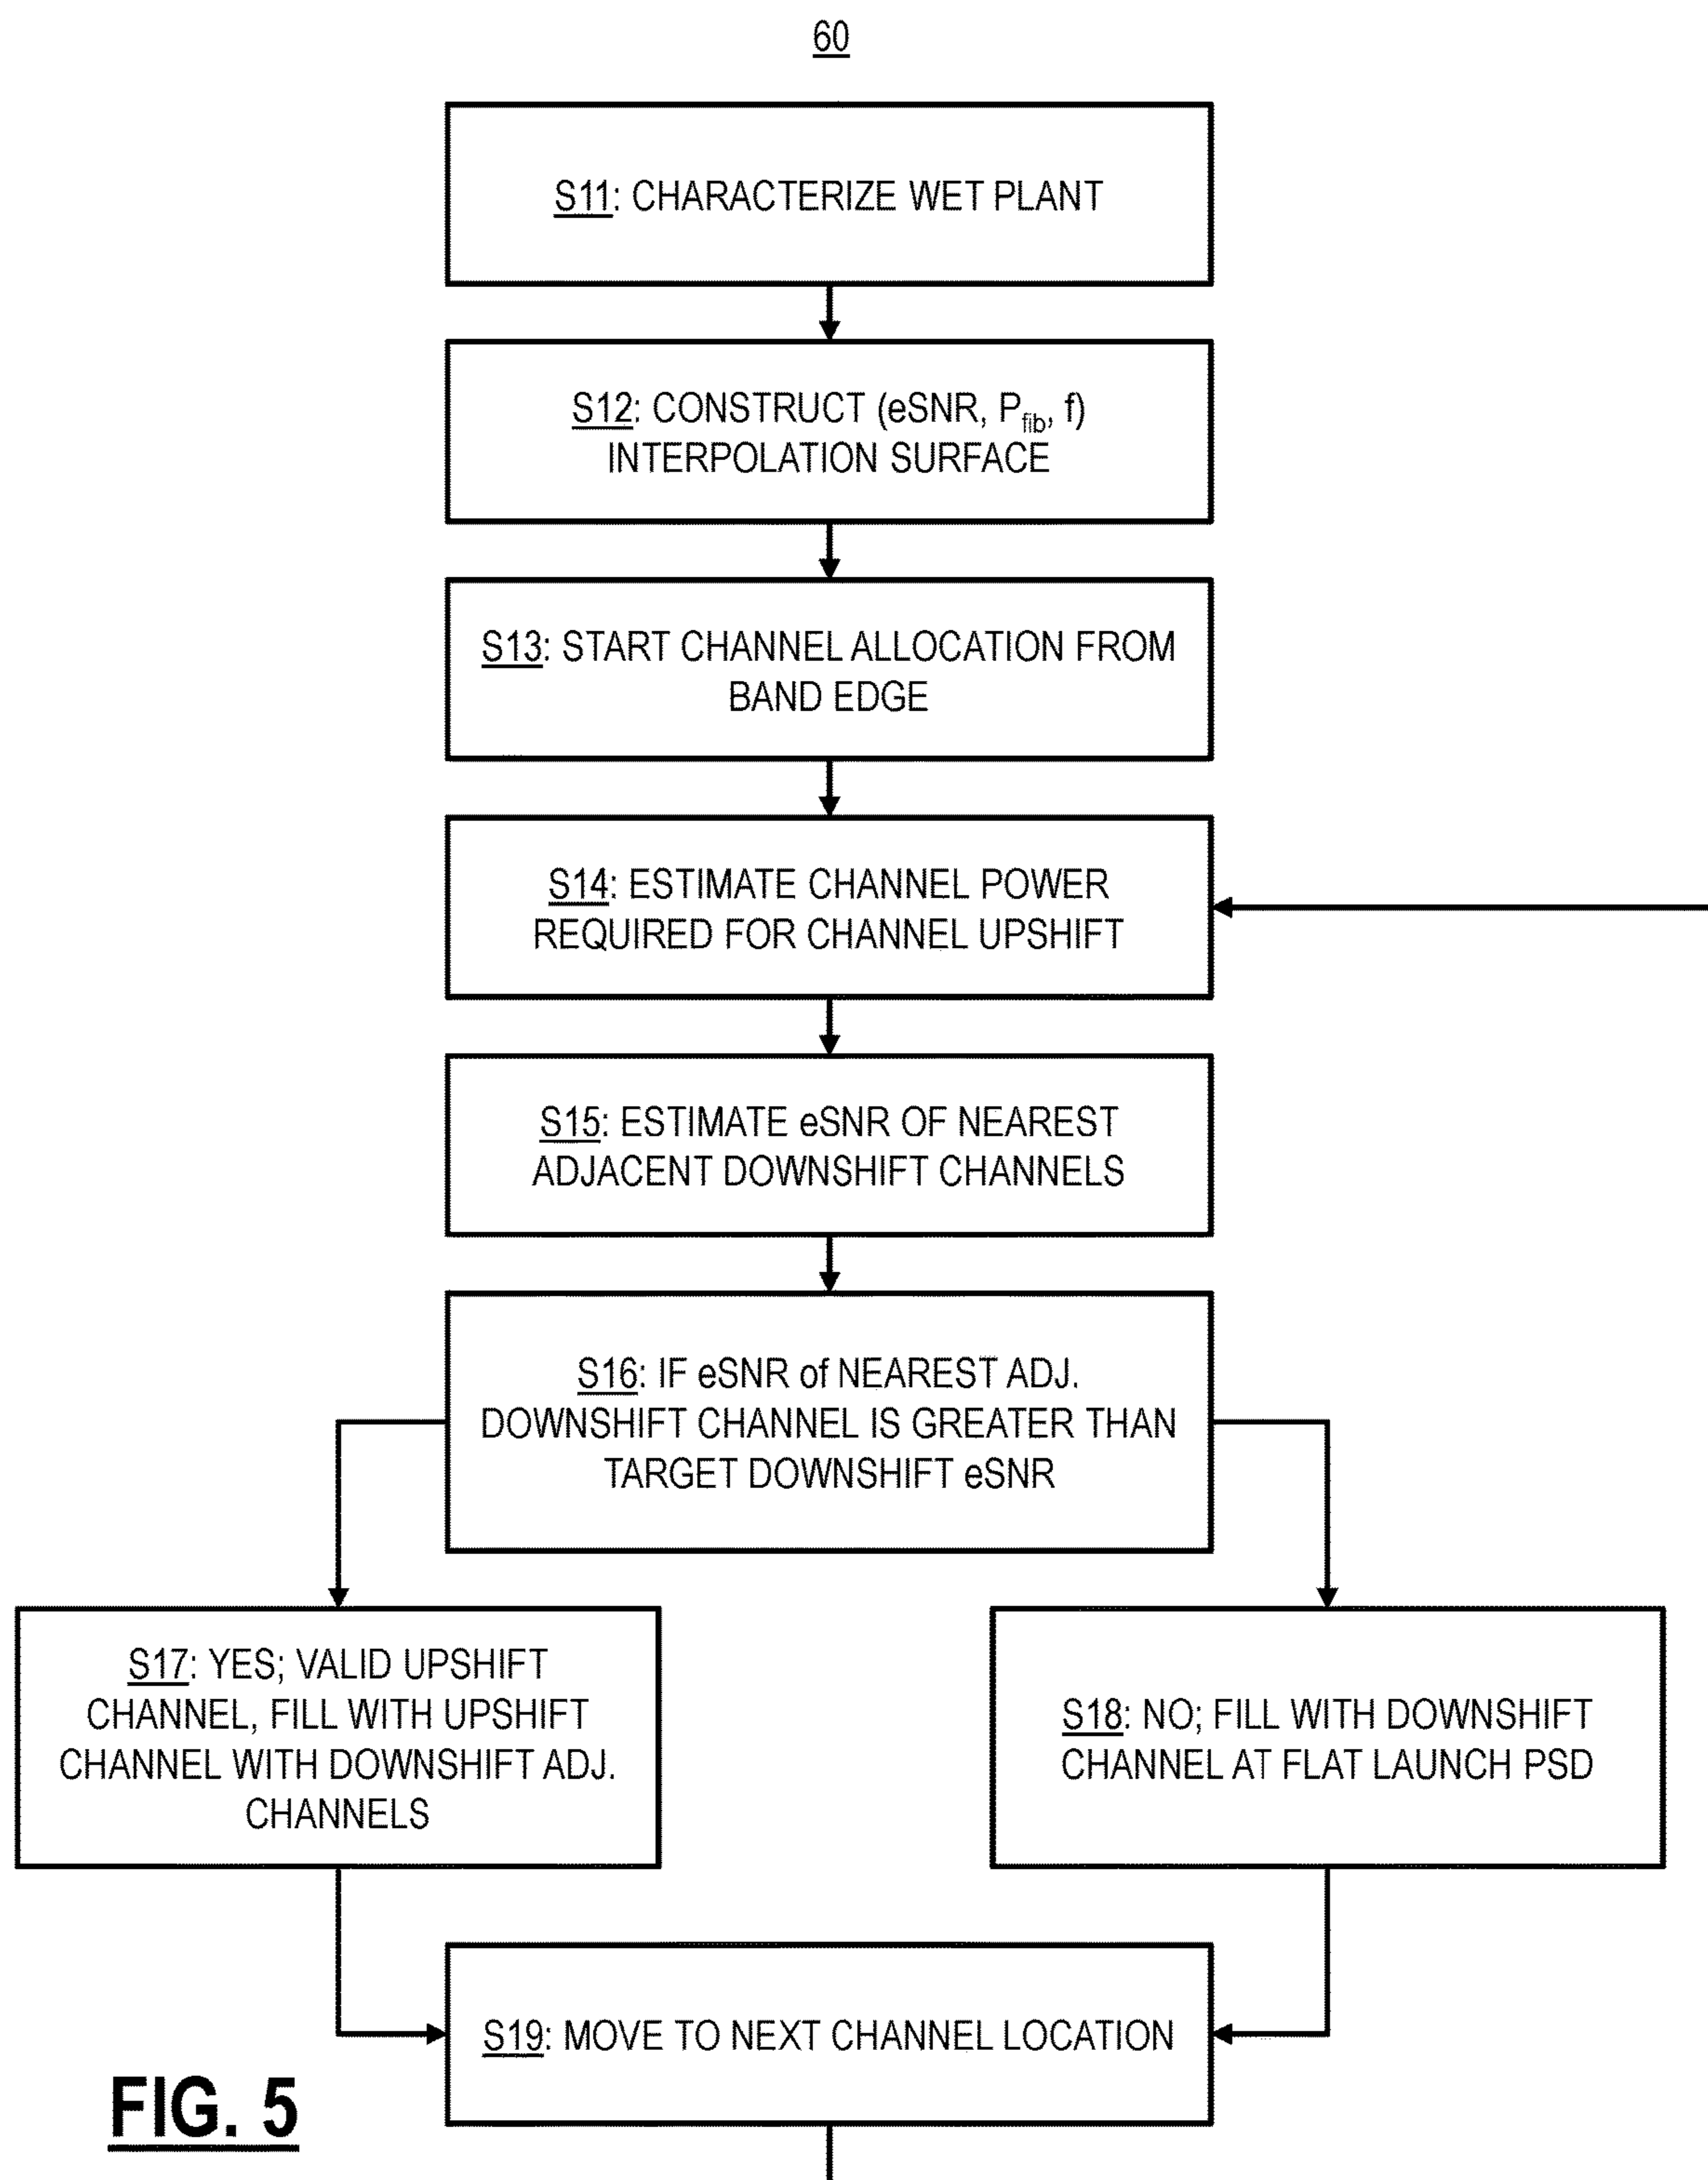 60
S11: CHARACTERIZE WET PLANT
S12: CONSTRUCT (eSNR, Pfib, f)
INTERPOLATION SURFACE
S13: START CHANNEL ALLOCATION FROM
BAND EDGE
S14: ESTIMATE CHANNEL POWER
REQUIRED FOR CHANNEL UPSHIFT
S15: ESTIMATE eSNR OF NEAREST
ADJACENT DOWNSHIFT CHANNELS
S16: IF eSNR of NEAREST ADJ.
DOWNSHIFT CHANNEL IS GREATER THAN
TARGET DOWNSHIFT eSNR
S17: YES; VALID UPSHIFT
CHANNEL, FILL WITH UPSHIFT
CHANNEL WITH DOWNSHIFT ADJ.
CHANNELS
S18: NO; FILL WITH DOWNSHIFT
CHANNEL AT FLAT LAUNCH PSD
S19: MOVE TO NEXT CHANNEL LOCATION
FIG. 5